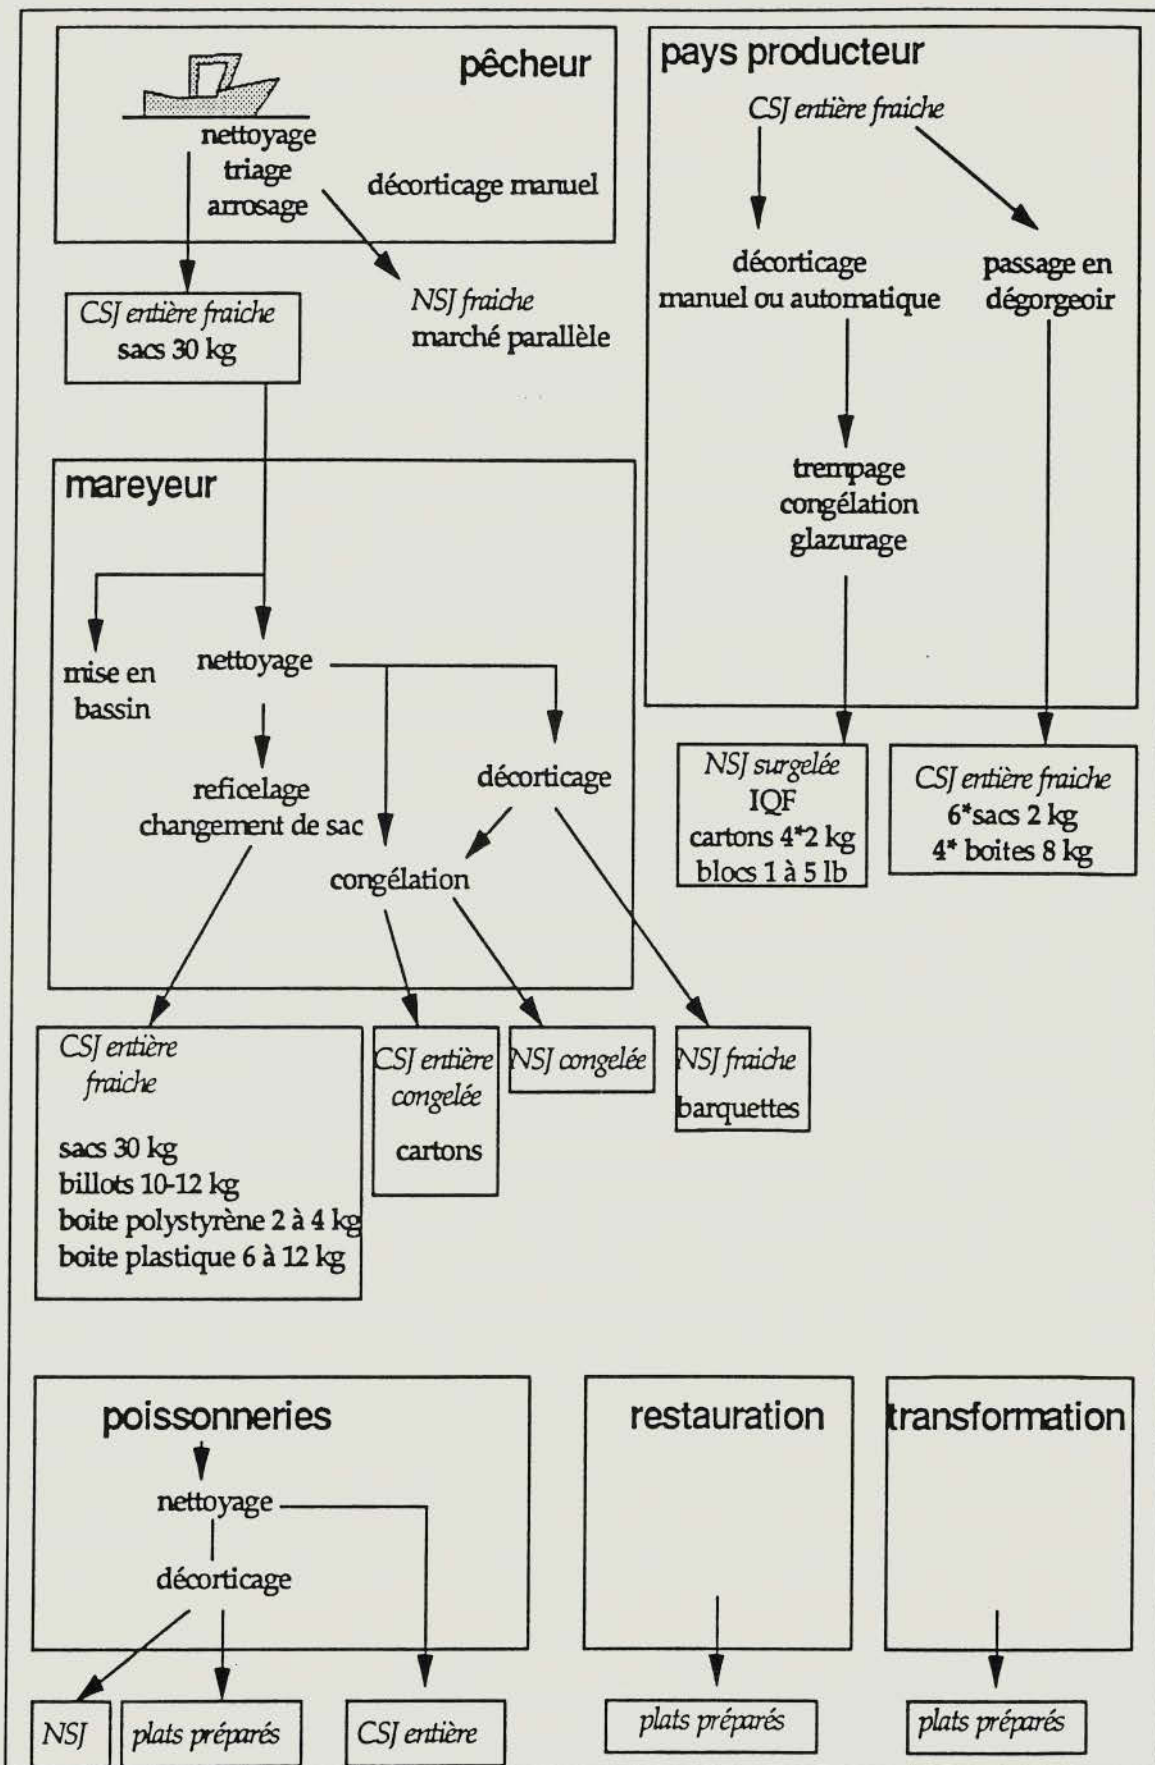 pêcheur
nettoyage
triage
arrosage
décorticage manuel
CSJ entière fraiche
sacs 30 kg
NSJ fraiche
marché parallèle
pays producteur
CSJ entière fraiche
décorticage
manuel ou automatique
passage en
dégorgeoir
trempage
congélation
glazurage
NSJ surgelée
IQF
cartons 4*2 kg
blocs 1 à 5 lb
CSJ entière fraiche
6*sacs 2 kg
4* boites 8 kg
mareyeur
mise en
bassin
nettoyage
reficelage
changement de sac
décorticage
congélation
CSJ entière
fraiche
sacs 30 kg
billots 10-12 kg
boite polystyrène 2 à 4 kg
boite plastique 6 à 12 kg
CSJ entière
congelée
cartons
NSJ congelée
NSJ fraiche
barquettes
poissonneries
nettoyage
décorticage
NSJ
plats préparés
CSJ entière
restauration
plats préparés
transformation
plats préparés